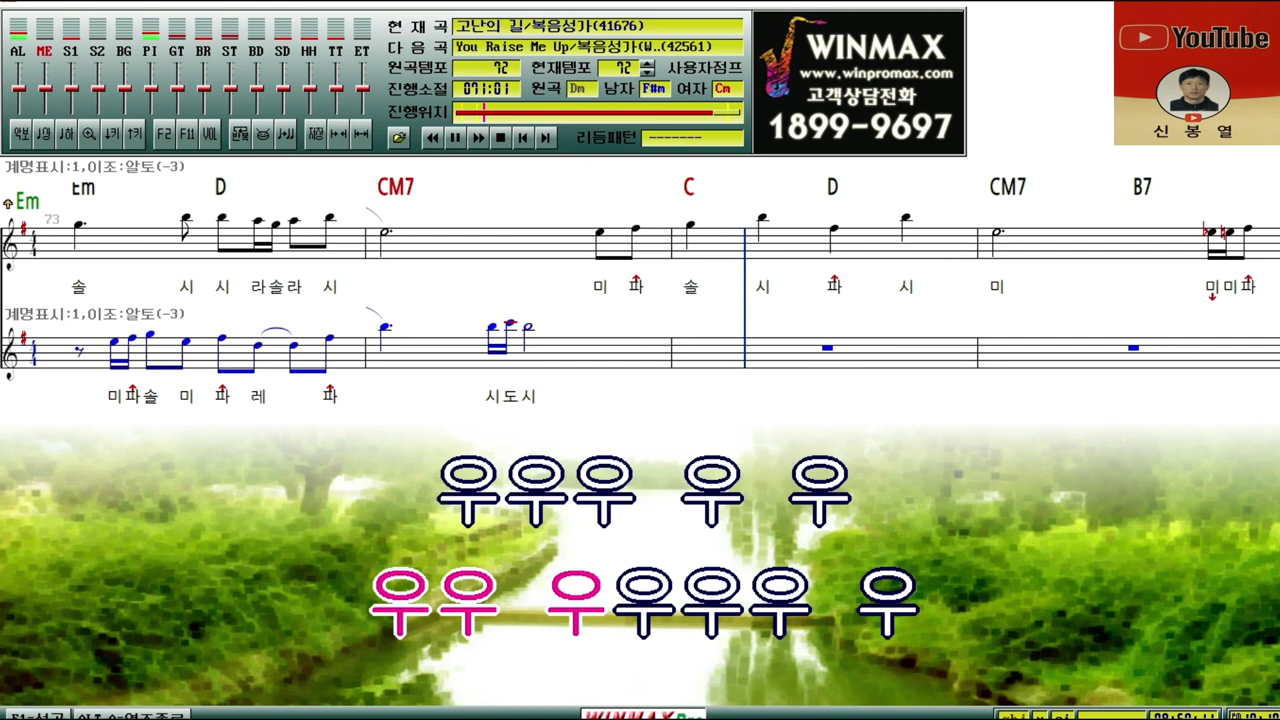 AL ME S1 S2 BG PI GT BR ST BD SD HH TT ET
F2 F11 VOL
현 재 곡 고난의 길/복음성가(41676)
다 음 곡 You Raise Me Up/복음성가(W..(42561)
원곡템포 72 현재템포 72 사용자점프
진행소절 071:01 원곡 Dm 남자 F#m 여자 Cm
진행위치
리듬패턴 -------
WINMAX
www.winpromax.com
고객상담전화
1899-9697
YouTube
신 봉 열
계명표시:1,이조:알토(-3)
Em D CM7 C D CM7 B7
Em
73
솔 시 시 라 솔 라 시 미 파 솔 시 파 시 미 미 미 파
계명표시:1,이조:알토(-3)
미 파 솔 미 파 레 파 시 도 시
우우우 우 우
우우 우우우우 우
WINMAX Pro